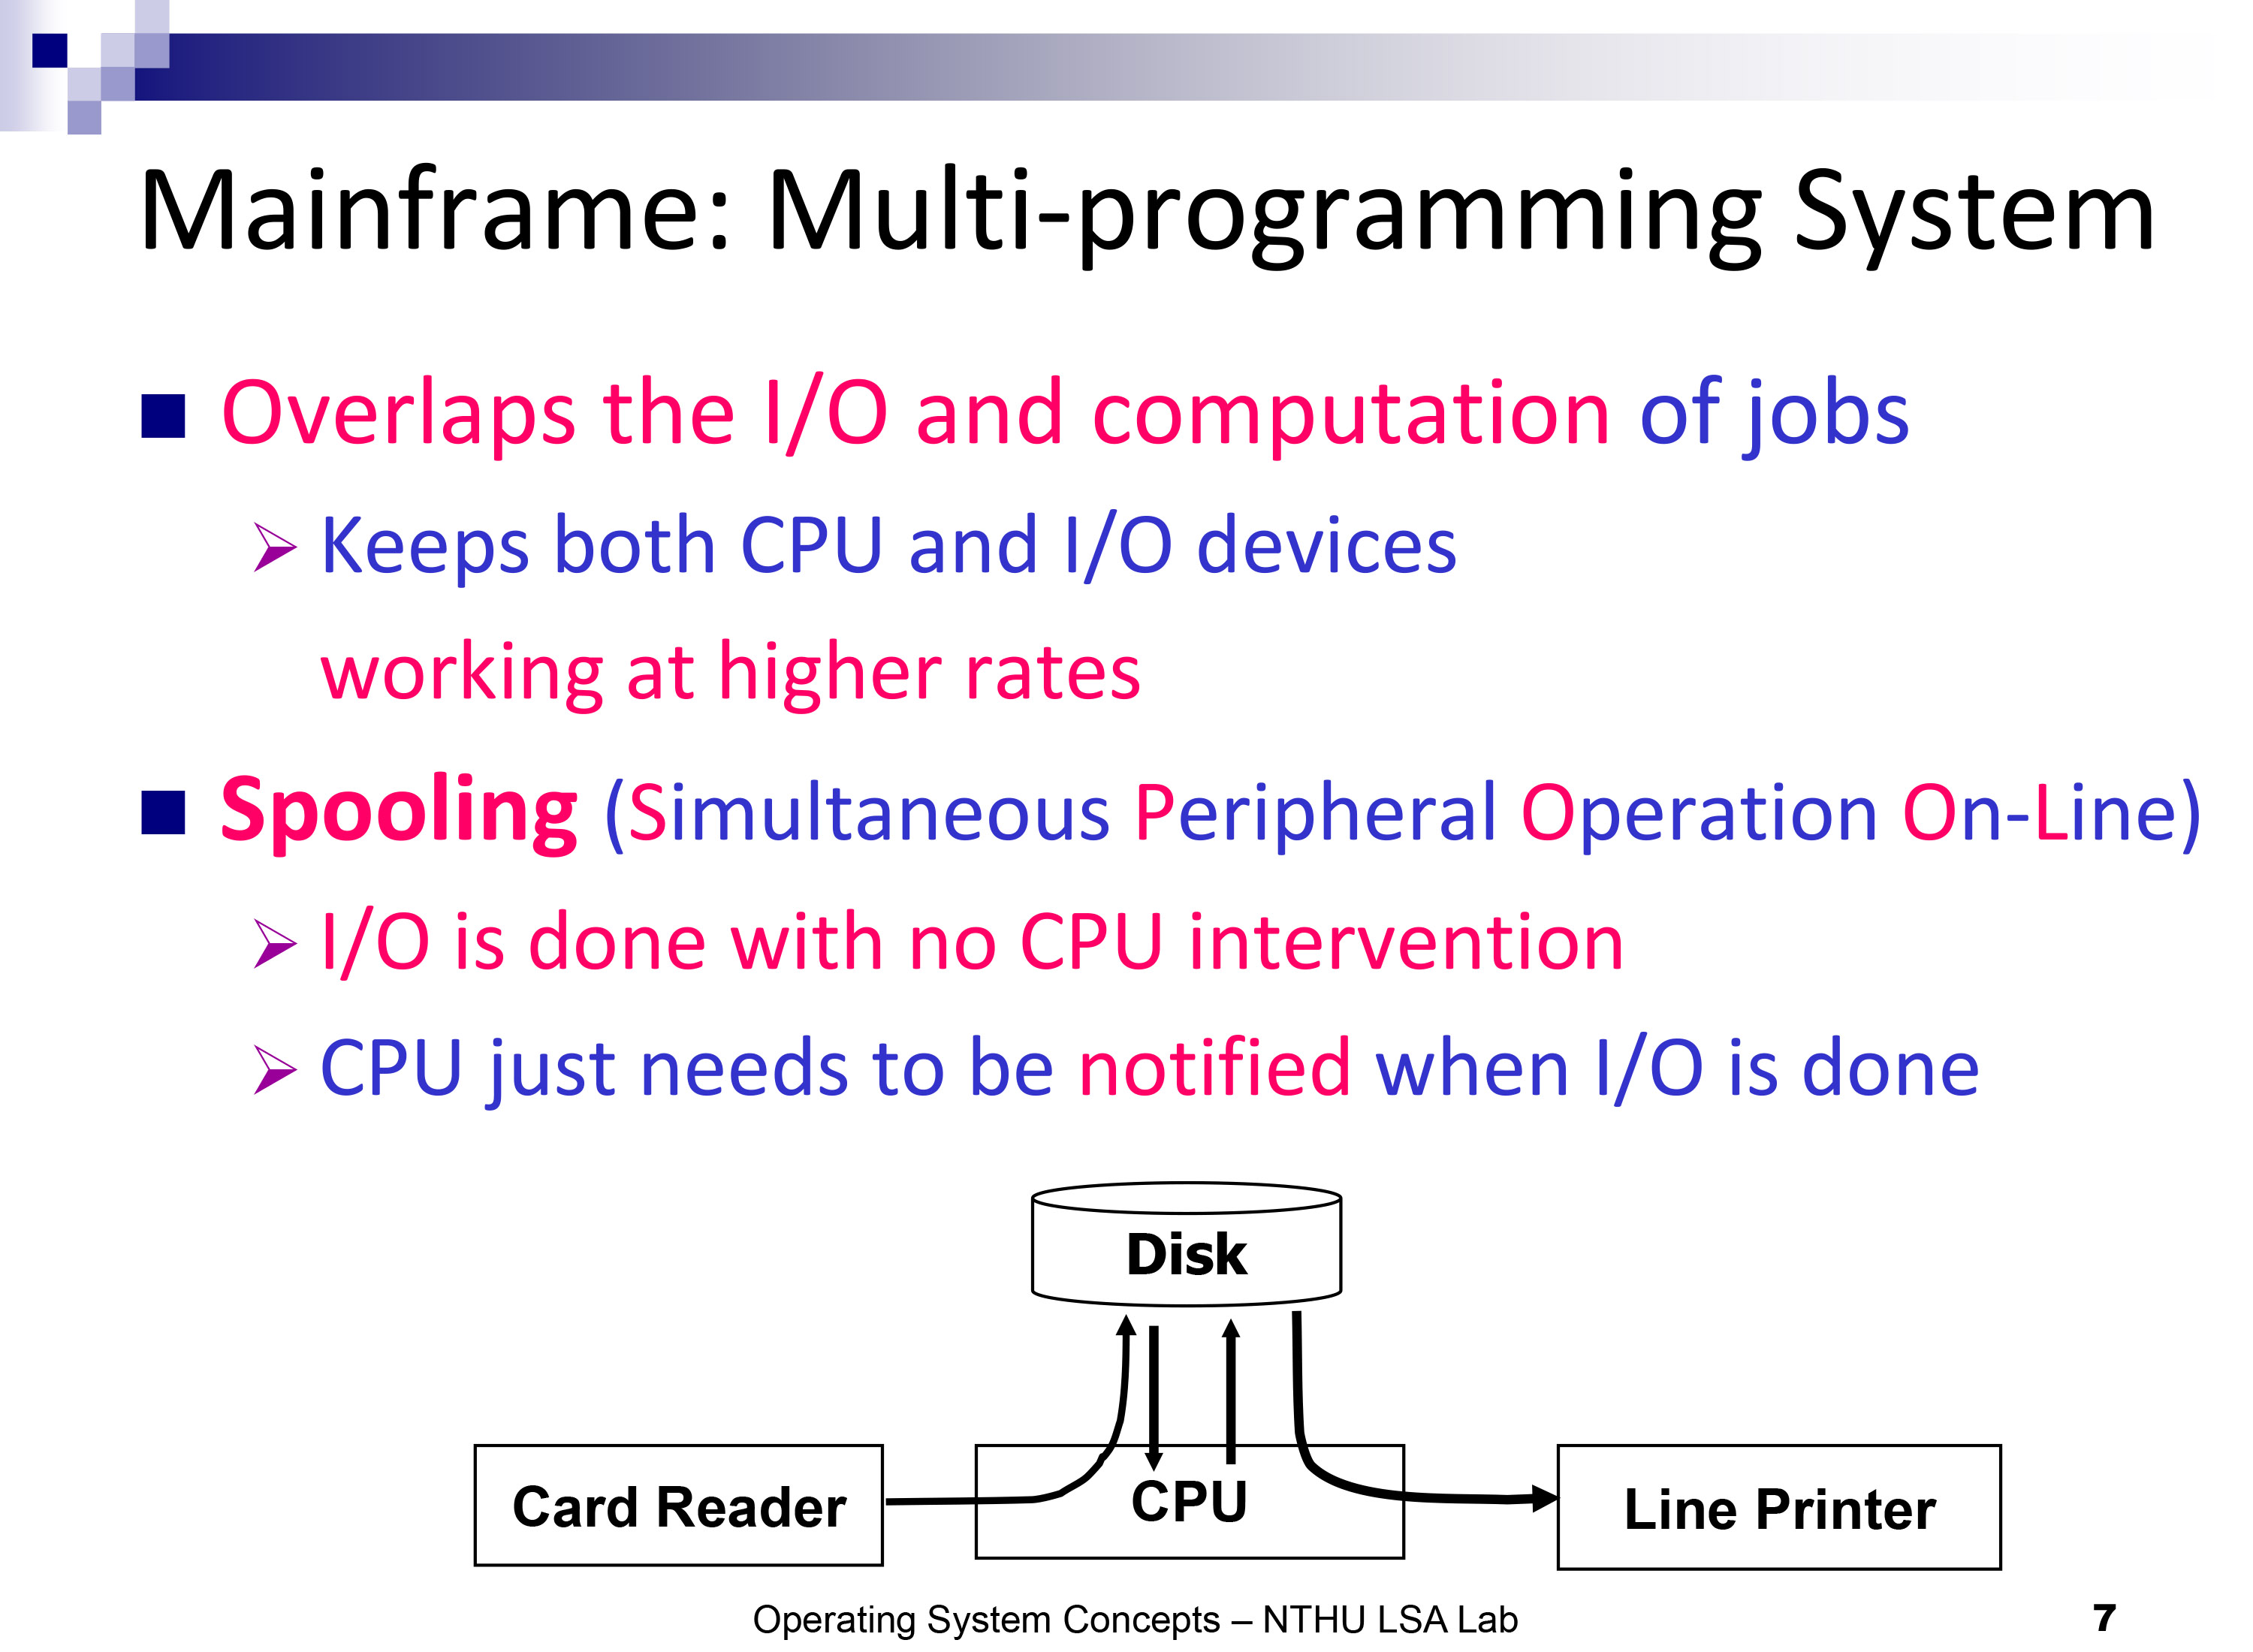 Mainframe: Multi-programming System
Overlaps the I/O and computation of jobs
Keeps both CPU and I/O devices
working at higher rates
Spooling (Simultaneous Peripheral Operation On-Line)
I/O is done with no CPU intervention
CPU just needs to be notified when I/O is done
Disk
Card Reader
CPU
Line Printer
Operating System Concepts – NTHU LSA Lab
7